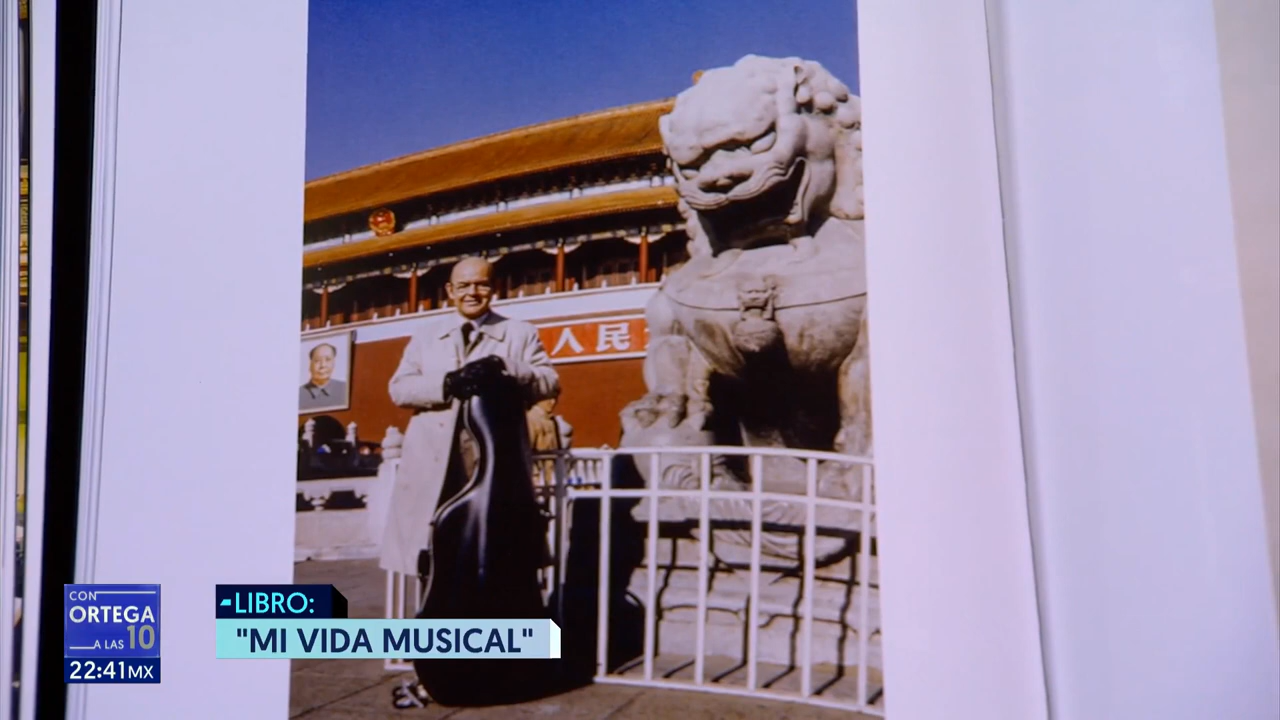 人民
CON
ORTEGA
A LAS 10
22:41MX
LIBRO:
"MI VIDA MUSICAL"